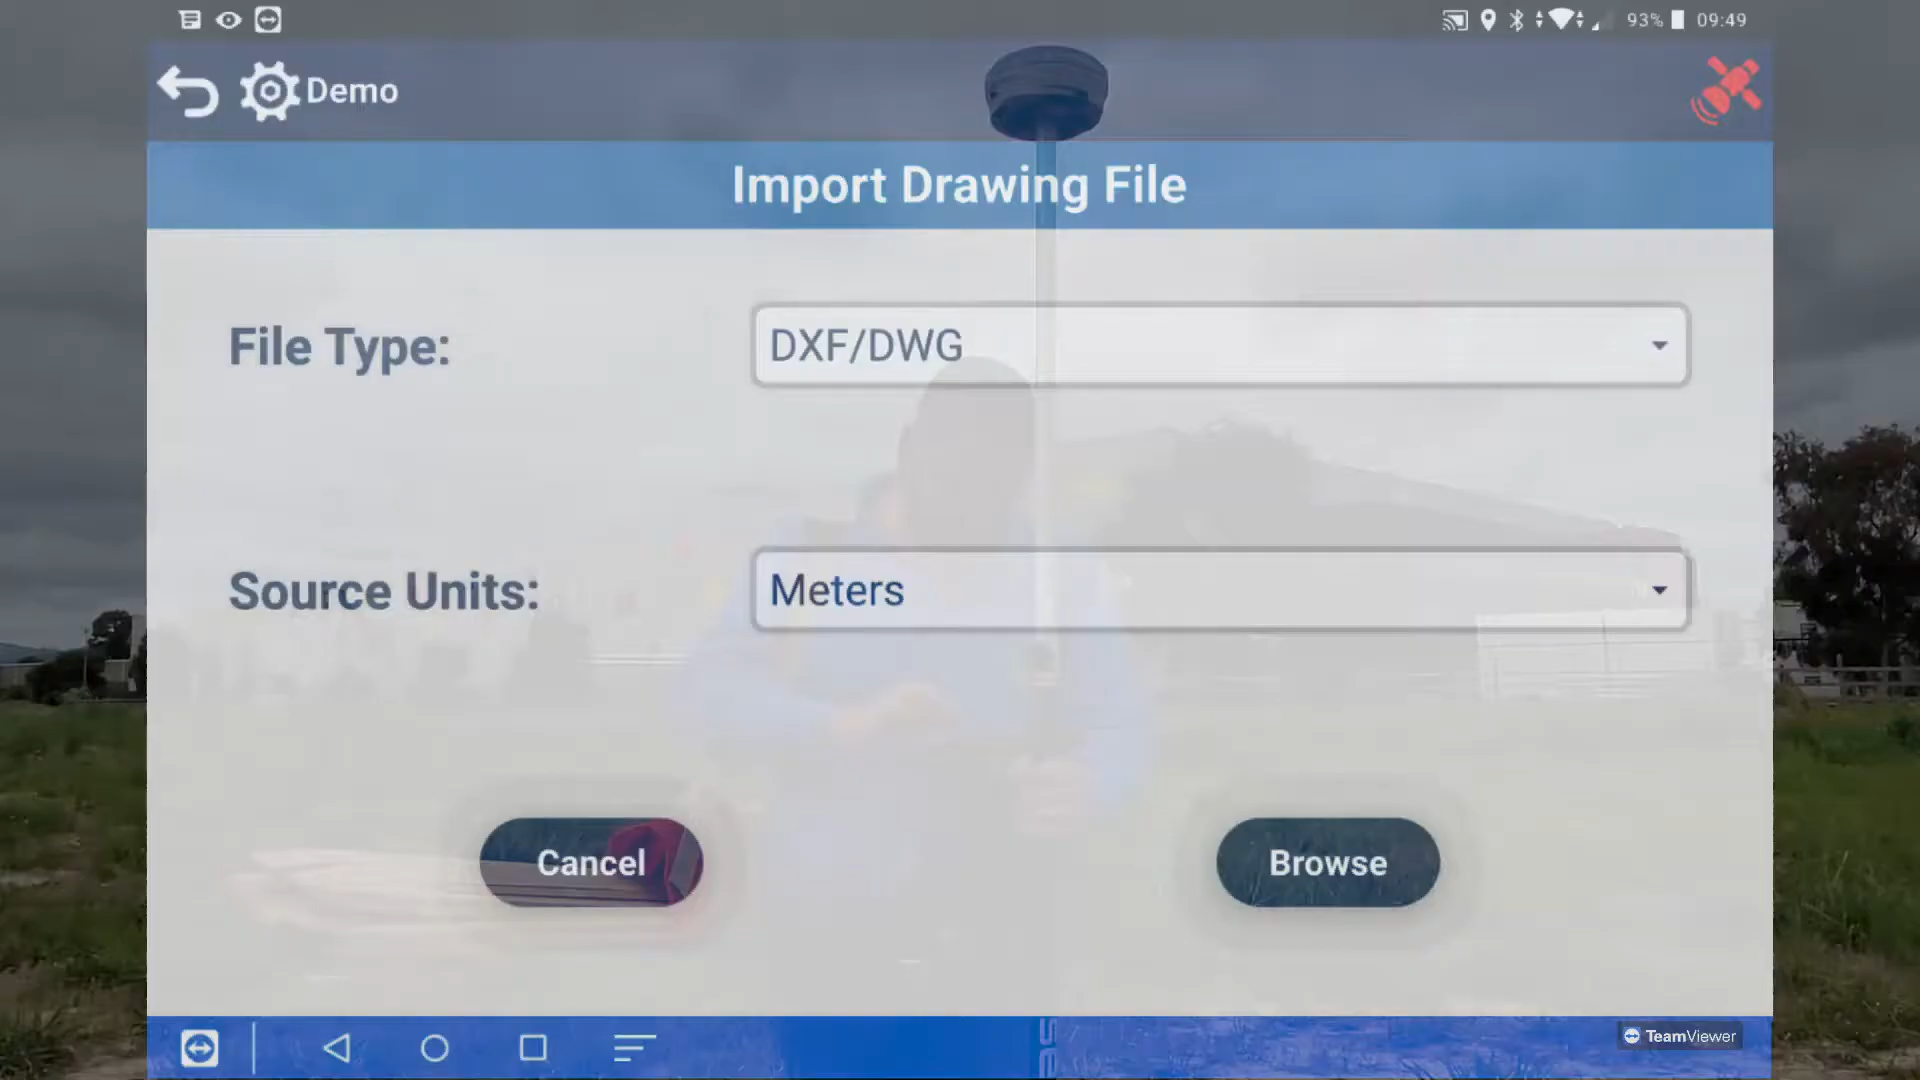 93% 09:49
Demo
Import Drawing File
File Type: DXF/DWG
Source Units: Meters
Cancel Browse
TeamViewer